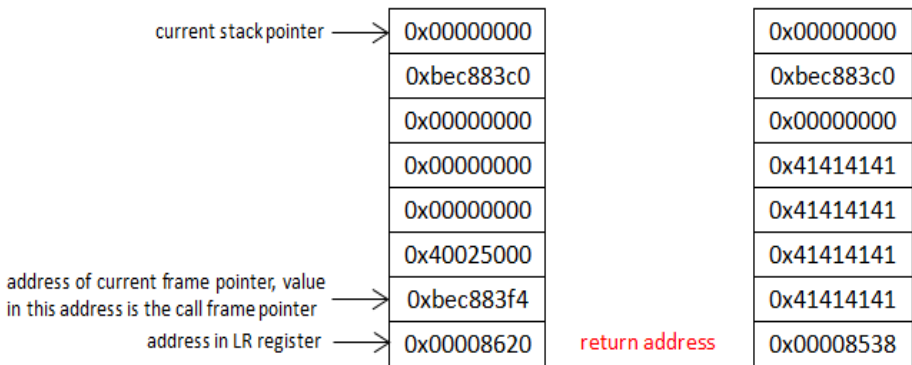 current stack pointer 0x00000000 0x00000000
0xbec883c0 0xbec883c0
0x00000000 0x00000000
0x00000000 0x41414141
0x00000000 0x41414141
0x40025000 0x41414141
address of current frame pointer, value
in this address is the call frame pointer 0xbec883f4 0x41414141
address in LR register 0x00008620 return address 0x00008538